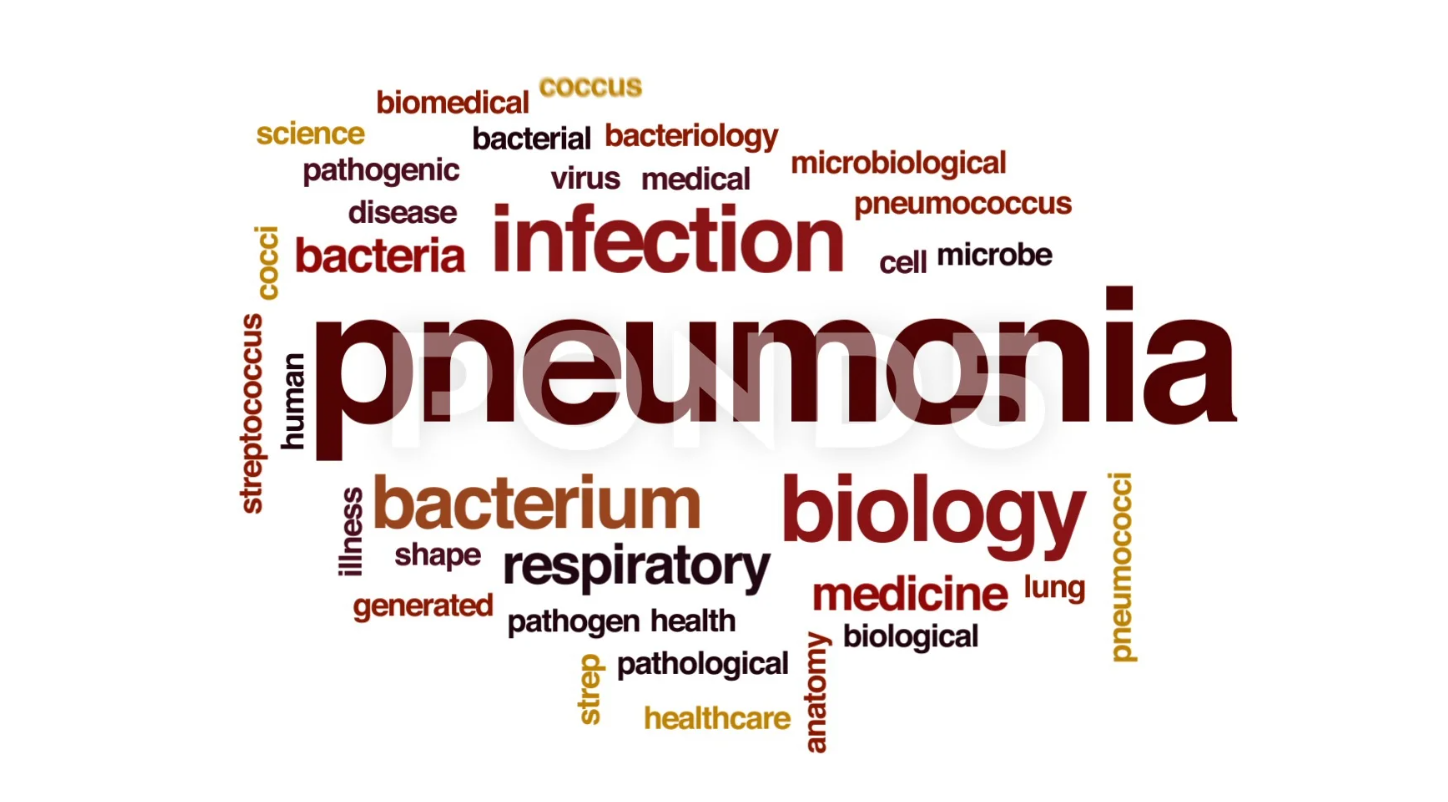 coccus
biomedical
science
bacterial
bacteriology
microbiological
pathogenic
virus
medical
disease
pneumococcus
cocci
bacteria
infection
cell
microbe
streptococcus
human
pneumonia
POND5
illness
bacterium
biology
pneumococci
shape
respiratory
medicine
lung
generated
pathogen
health
biological
strep
pathological
anatomy
healthcare